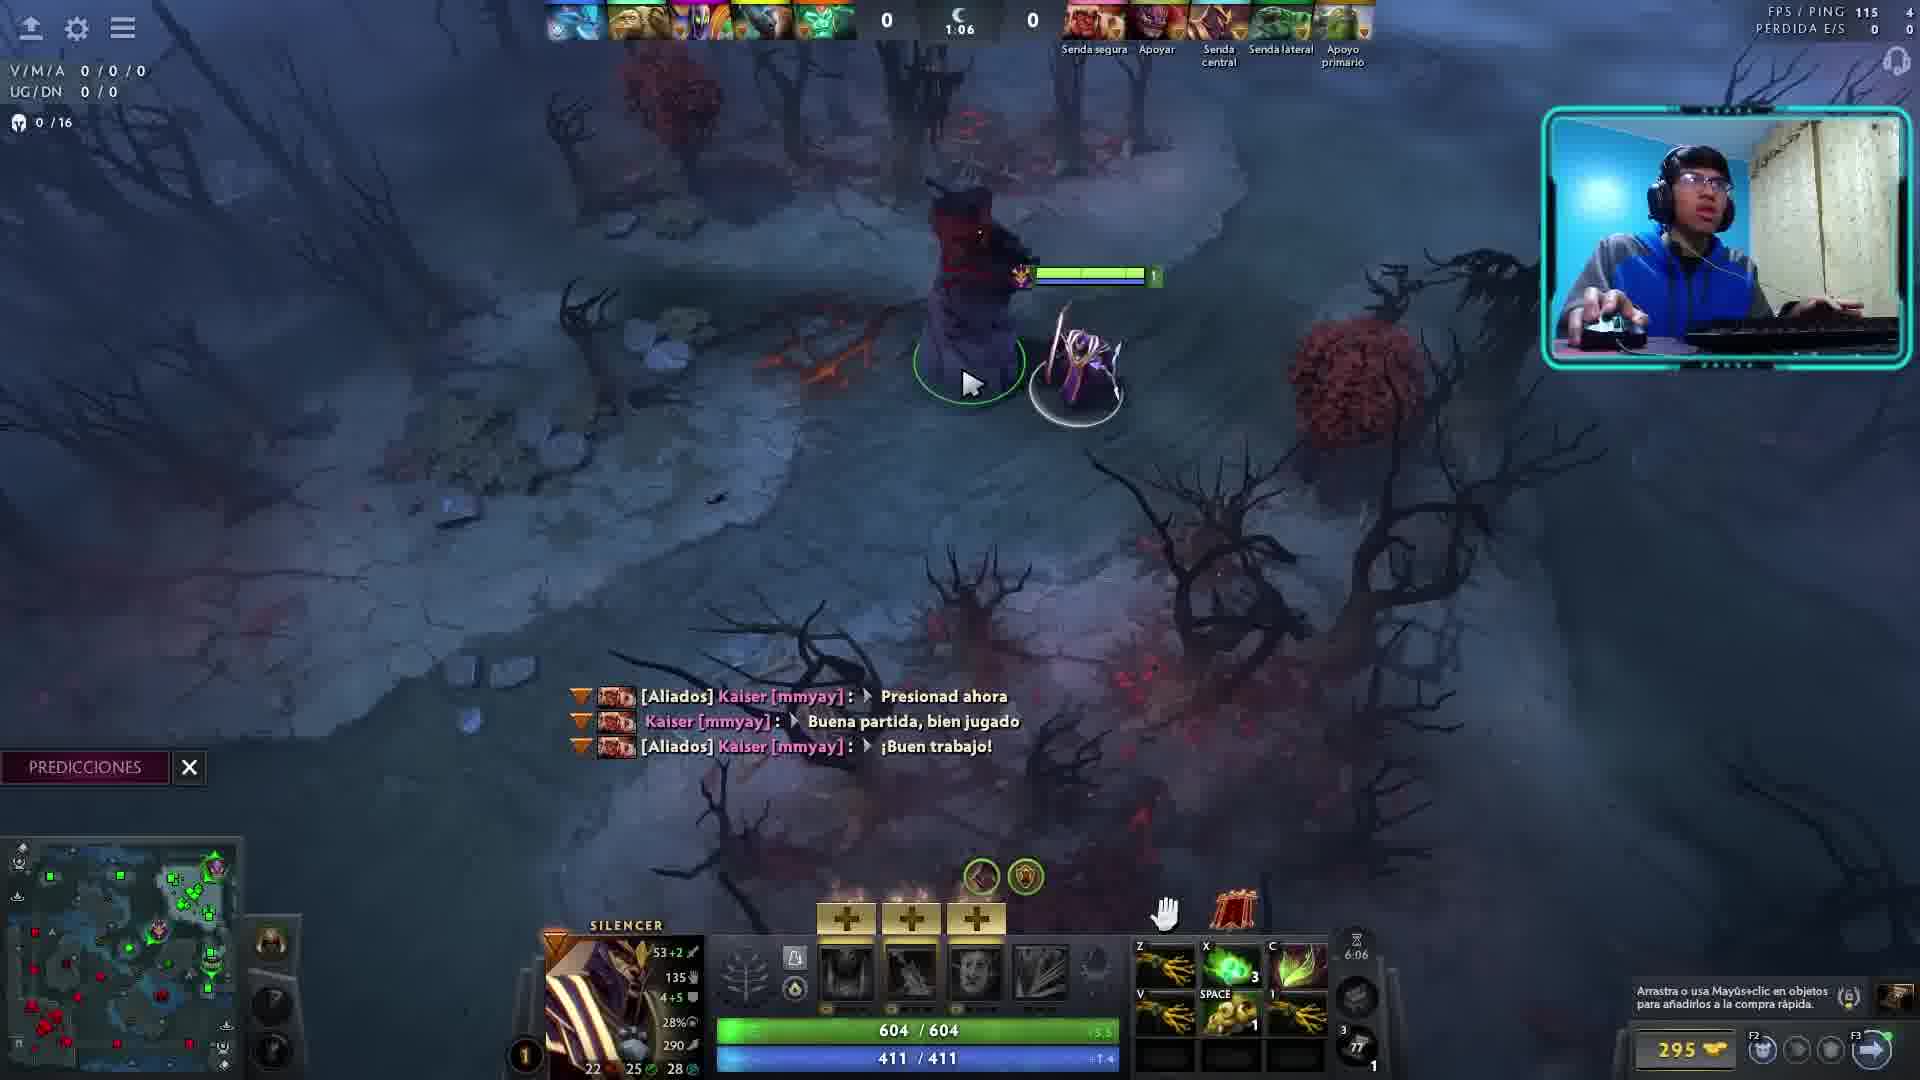 0 1:06 0
FPS / PING 115 4
PÉRDIDA E/S 0 0
Senda segura Apoyar Senda central Senda lateral Apoyo primario
V / M / A 0 / 0 / 0
UG / DN 0 / 0
0 / 16
1
[Aliados] Kaiser [mmyay] : Presionad ahora
Kaiser [mmyay] : Buena partida, bien jugado
[Aliados] Kaiser [mmyay] : ¡Buen trabajo!
PREDICCIONES
SILENCER
53 +2
135
4 +5
28%
290
22 25 28
1
604 / 604
411 / 411
Z X 3 C
V SPACE 1 1
6:06
3
77
1
Arrastra o usa Mayús+clic en objetos
para añadirlos a la compra rápida.
295 F2 F3